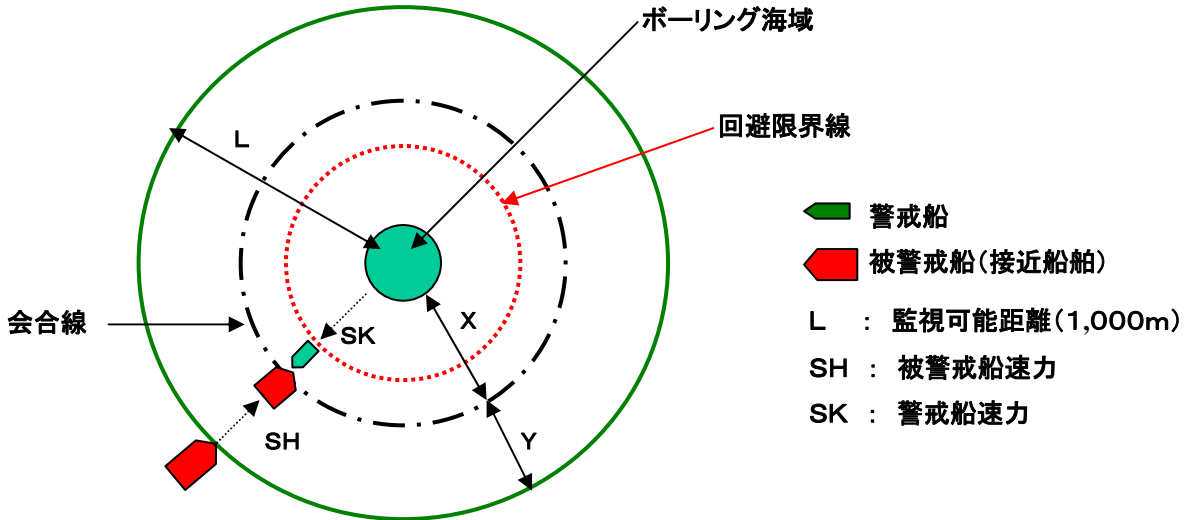 ボーリング海域
回避限界線
L
警戒船
被警戒船(接近船舶)
会合線
SK
X
L : 監視可能距離(1,000m)
SH : 被警戒船速力
SH
Y
SK : 警戒船速力